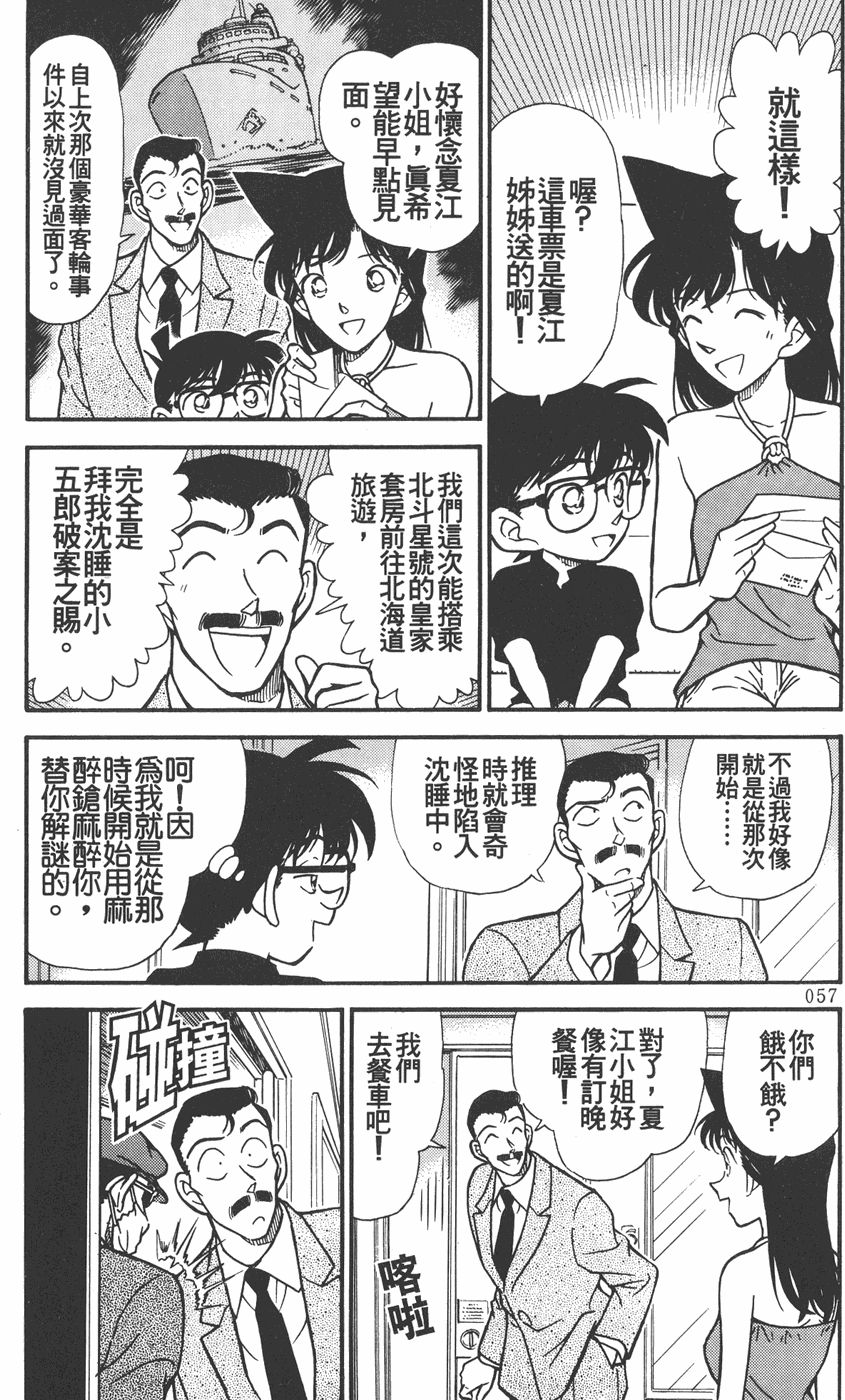 就這樣！
喔？
這車票是夏江
姊姊送的啊！
好懷念夏江
小姐，真希
望能早點見
面。
自上次那個豪華客輪事
件以來就沒見過面了。
我們這次能搭乘
北斗星號的皇家
套房前往北海道
旅遊，
完全是
拜我沈睡的小
五郎破案之賜。
不過我好像
就是從那次
開始……
推理
時就會奇
怪地陷入
沈睡中。
呵！因
為我就是從那
時候開始用麻
醉鎗麻醉你，
替你解謎的。
057
你們
餓不餓？
對了，夏
江小姐好
像有訂晚
餐喔！
我們
去餐車吧！
喀啦
碰撞